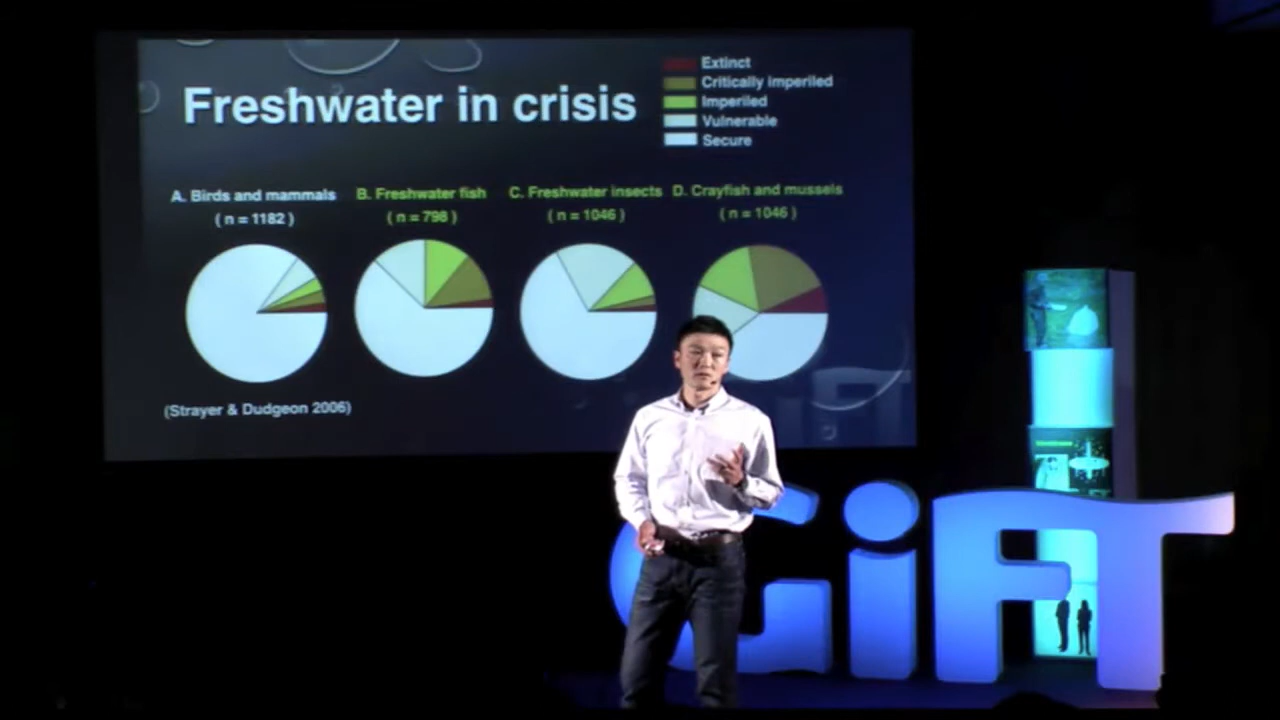 Freshwater in crisis
Extinct
Critically imperiled
Imperiled
Vulnerable
Secure
A. Birds and mammals
( n = 1182 )
B. Freshwater fish
( n = 798 )
C. Freshwater insects
( n = 1046 )
D. Crayfish and mussels
( n = 1046 )
(Strayer & Dudgeon 2006)
GiFT